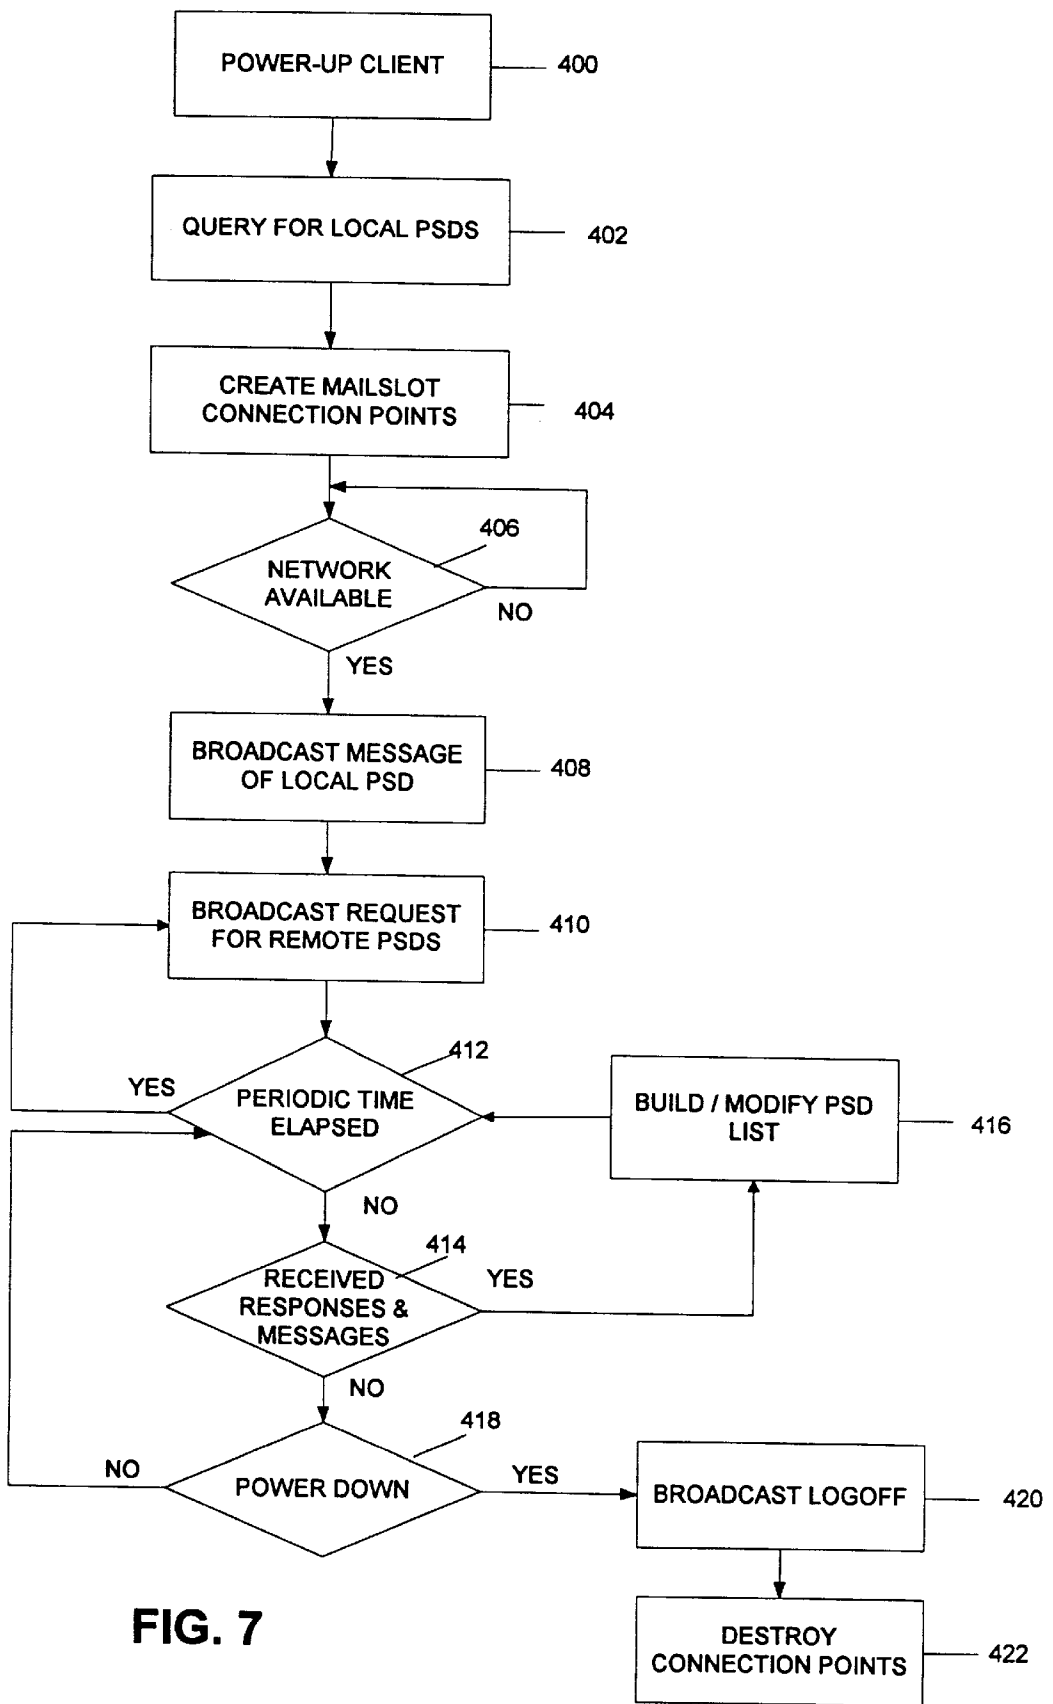 POWER-UP CLIENT
400
QUERY FOR LOCAL PSDS
402
CREATE MAILSLOT
CONNECTION POINTS
404
406
NETWORK
AVAILABLE
NO
YES
BROADCAST MESSAGE
OF LOCAL PSD
408
BROADCAST REQUEST
FOR REMOTE PSDS
410
412
YES
PERIODIC TIME
ELAPSED
BUILD / MODIFY PSD
LIST
416
NO
414
RECEIVED
RESPONSES &
MESSAGES
YES
NO
418
NO
POWER DOWN
YES
BROADCAST LOGOFF
420
DESTROY
CONNECTION POINTS
422
FIG. 7